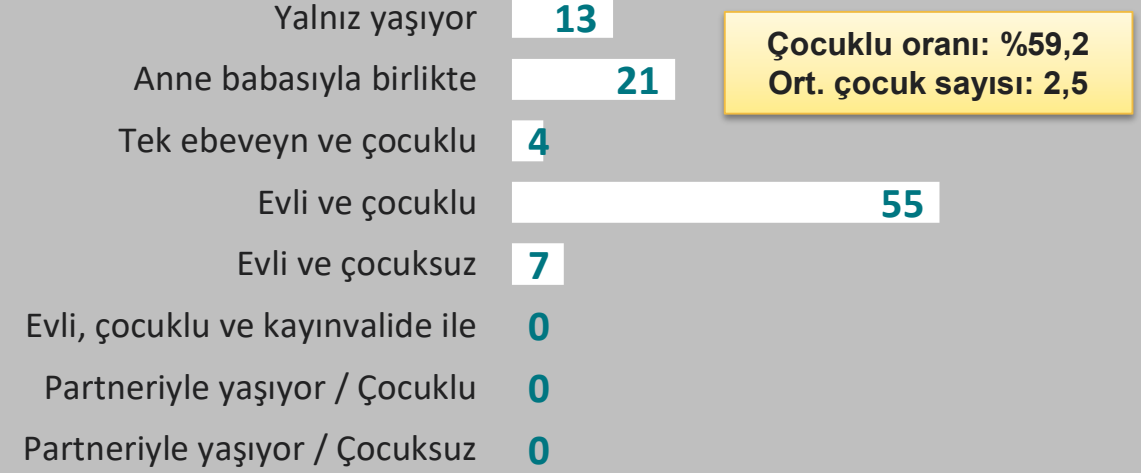 Yalnız yaşıyor 13
Çocuklu oranı: %59,2
Ort. çocuk sayısı: 2,5
Anne babasıyla birlikte 21
Tek ebeveyn ve çocuklu 4
Evli ve çocuklu 55
Evli ve çocuksuz 7
Evli, çocuklu ve kayınvalide ile 0
Partneriyle yaşıyor / Çocuklu 0
Partneriyle yaşıyor / Çocuksuz 0